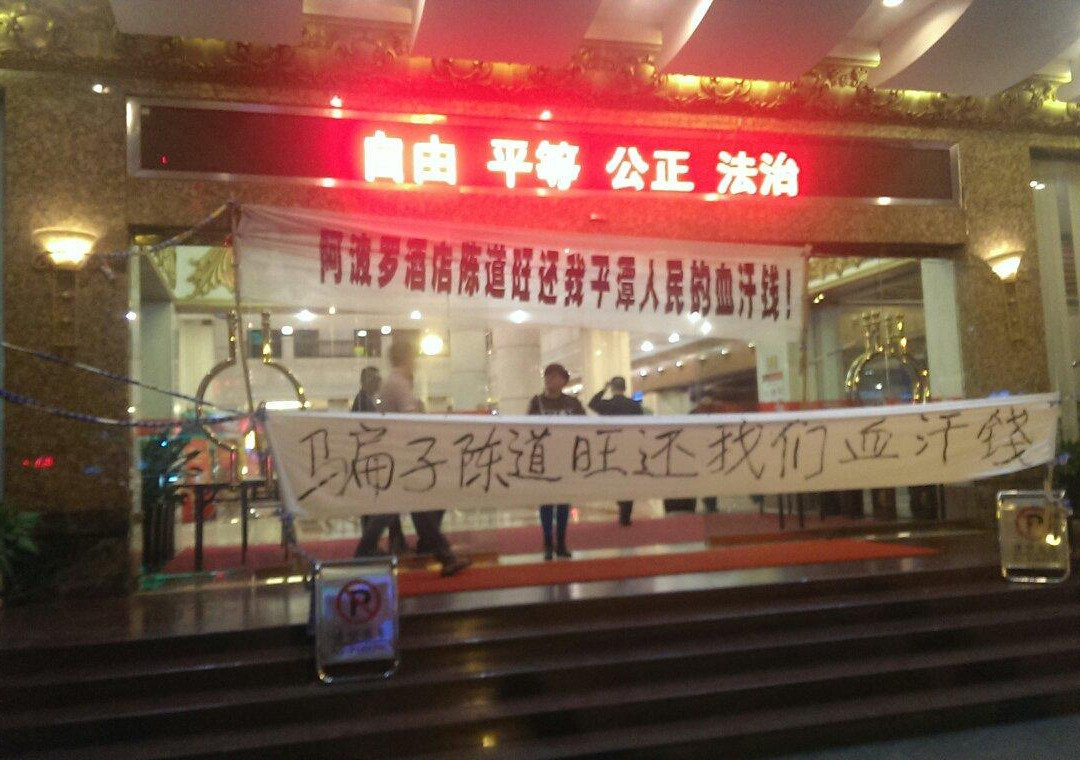 自由 平等 公正 法治
阿波罗酒店陈道旺还我平潭人民的血汗钱！
骗子陈道旺还我们血汗钱
P